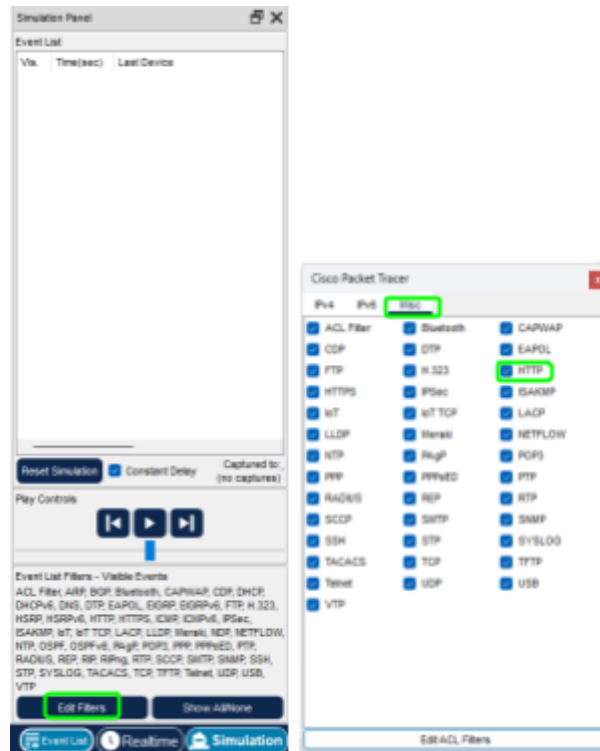 Simulation Panel
Event List
Vis. Time(sec) Last Device
Reset Simulation Constant Delay Captured to:
(no captures)
Play Controls
Event List Filters - Visible Events
ACL Filter, ARP, BGP, Bluetooth, CAPWAP, CDP, DHCP,
DHCPv6, DNS, DTP, EAPOL, EIGRP, EIGRPv6, FTP, H.323,
HSRP, HSRPv6, HTTP, HTTPS, ICMP, ICMPv6, IPSec,
ISAKMP, IoT, IoT TCP, LACP, LLDP, Meraki, NDP, NETFLOW,
NTP, OSPF, OSPFv6, PAgP, POP3, PPP, PPPoED, PTP,
RADIUS, REP, RIP, RIPng, RTP, SCCP, SMTP, SNMP, SSH,
STP, SYSLOG, TACACS, TCP, TFTP, Telnet, UDP, USB,
VTP
Edit Filters Show All/None
Event List Realtime Simulation
Cisco Packet Tracer
IPv4 IPv6 Misc
ACL Filter Bluetooth CAPWAP
CDP DTP EAPOL
FTP H.323 HTTP
HTTPS IPSec ISAKMP
IoT IoT TCP LACP
LLDP Meraki NETFLOW
NTP PAgP POP3
PPP PPPoED PTP
RADIUS REP RTP
SCCP SMTP SNMP
SSH STP SYSLOG
TACACS TCP TFTP
Telnet UDP USB
VTP
Edit ACL Filters